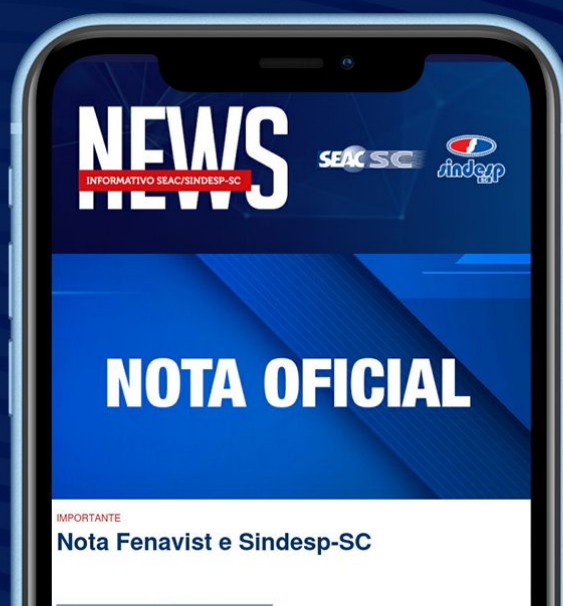 NEWS
INFORMATIVO SEAC/SINDESP-SC
SEAC SC
sindesp
NOTA OFICIAL
IMPORTANTE
Nota Fenavist e Sindesp-SC